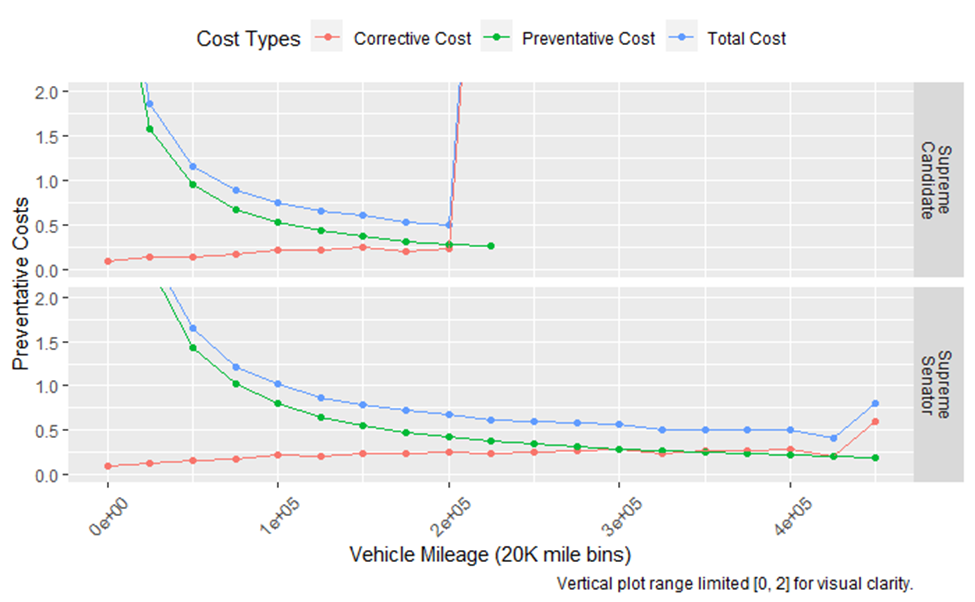 Cost Types Corrective Cost Preventative Cost Total Cost
Preventative Costs
2.0
1.5
1.0
0.5
0.0
Supreme
Candidate
2.0
1.5
1.0
0.5
0.0
Supreme
Senator
0e+00 1e+05 2e+05 3e+05 4e+05
Vehicle Mileage (20K mile bins)
Vertical plot range limited [0, 2] for visual clarity.